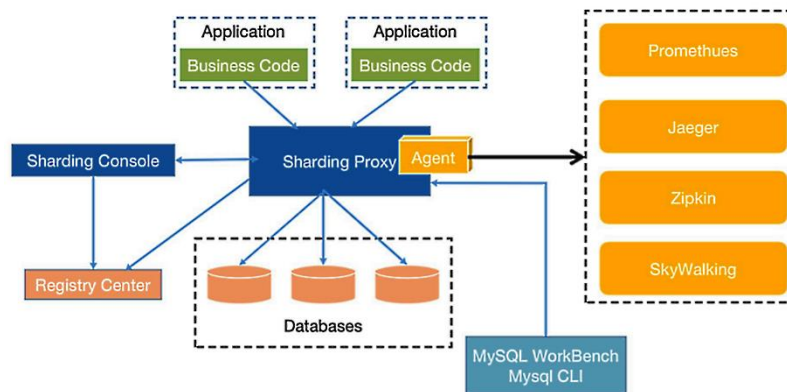 Application
Business Code
Application
Business Code
Promethues
Jaeger
Zipkin
SkyWalking
Sharding Console
Sharding Proxy
Agent
Registry Center
Databases
MySQL WorkBench
Mysql CLI